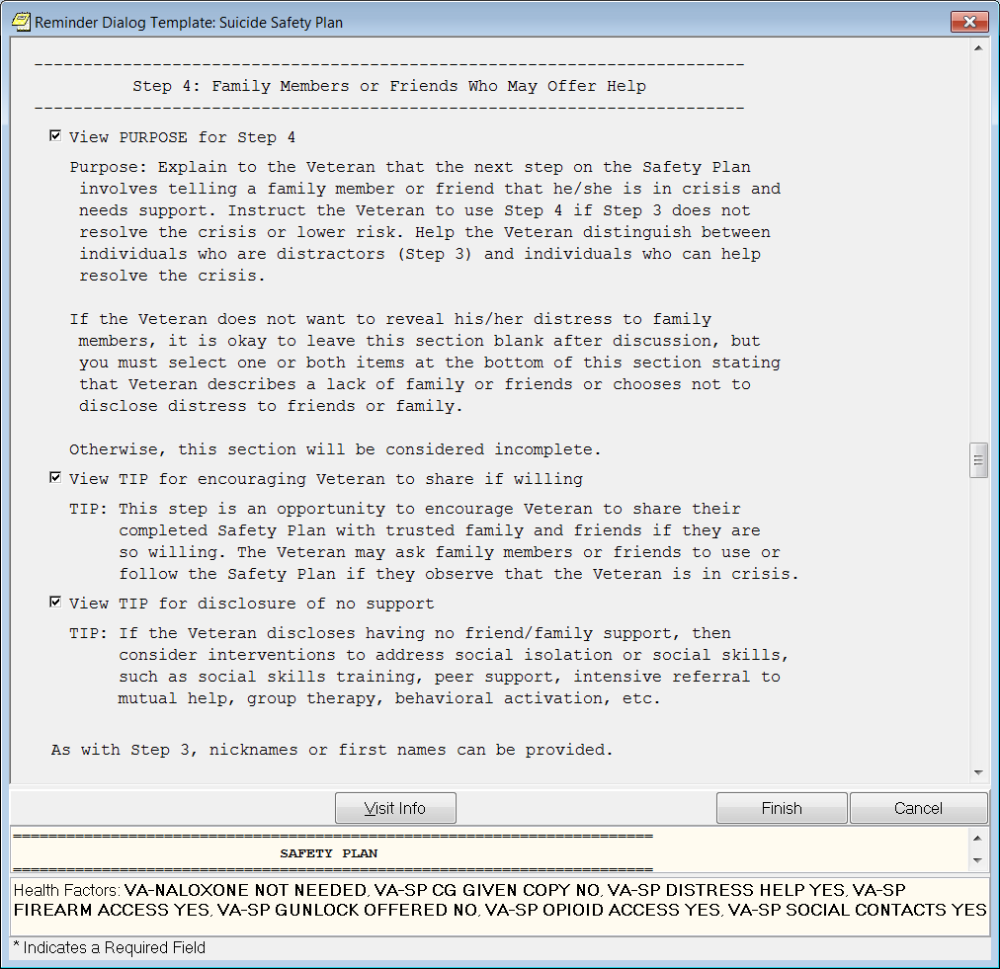 Reminder Dialog Template: Suicide Safety Plan
------------------------------------------------------------------------
Step 4: Family Members or Friends Who May Offer Help
------------------------------------------------------------------------
View PURPOSE for Step 4
Purpose: Explain to the Veteran that the next step on the Safety Plan
involves telling a family member or friend that he/she is in crisis and
needs support. Instruct the Veteran to use Step 4 if Step 3 does not
resolve the crisis or lower risk. Help the Veteran distinguish between
individuals who are distractors (Step 3) and individuals who can help
resolve the crisis.
If the Veteran does not want to reveal his/her distress to family
members, it is okay to leave this section blank after discussion, but
you must select one or both items at the bottom of this section stating
that Veteran describes a lack of family or friends or chooses not to
disclose distress to friends or family.
Otherwise, this section will be considered incomplete.
View TIP for encouraging Veteran to share if willing
TIP: This step is an opportunity to encourage Veteran to share their
completed Safety Plan with trusted family and friends if they are
so willing. The Veteran may ask family members or friends to use or
follow the Safety Plan if they observe that the Veteran is in crisis.
View TIP for disclosure of no support
TIP: If the Veteran discloses having no friend/family support, then
consider interventions to address social isolation or social skills,
such as social skills training, peer support, intensive referral to
mutual help, group therapy, behavioral activation, etc.
As with Step 3, nicknames or first names can be provided.
Visit Info Finish Cancel
========================================================================
SAFETY PLAN
========================================================================
Health Factors: VA-NALOXONE NOT NEEDED, VA-SP CG GIVEN COPY NO, VA-SP DISTRESS HELP YES, VA-SP
FIREARM ACCESS YES, VA-SP GUNLOCK OFFERED NO, VA-SP OPIOID ACCESS YES, VA-SP SOCIAL CONTACTS YES
* Indicates a Required Field